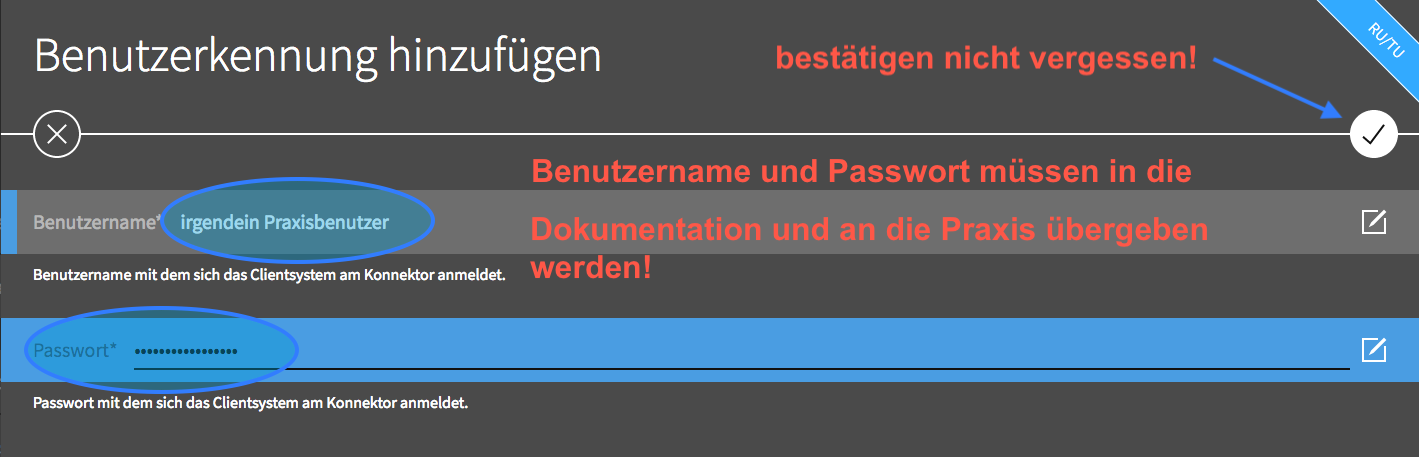 Benutzerkennung hinzufügen
bestätigen nicht vergessen!
RU/TU
Benutzername und Passwort müssen in die
Benutzername* irgendein Praxisbenutzer
Dokumentation und an die Praxis übergeben
werden!
Benutzername mit dem sich das Clientsystem am Konnektor anmeldet.
Passwort* •••••••••••••••••
Passwort mit dem sich das Clientsystem am Konnektor anmeldet.